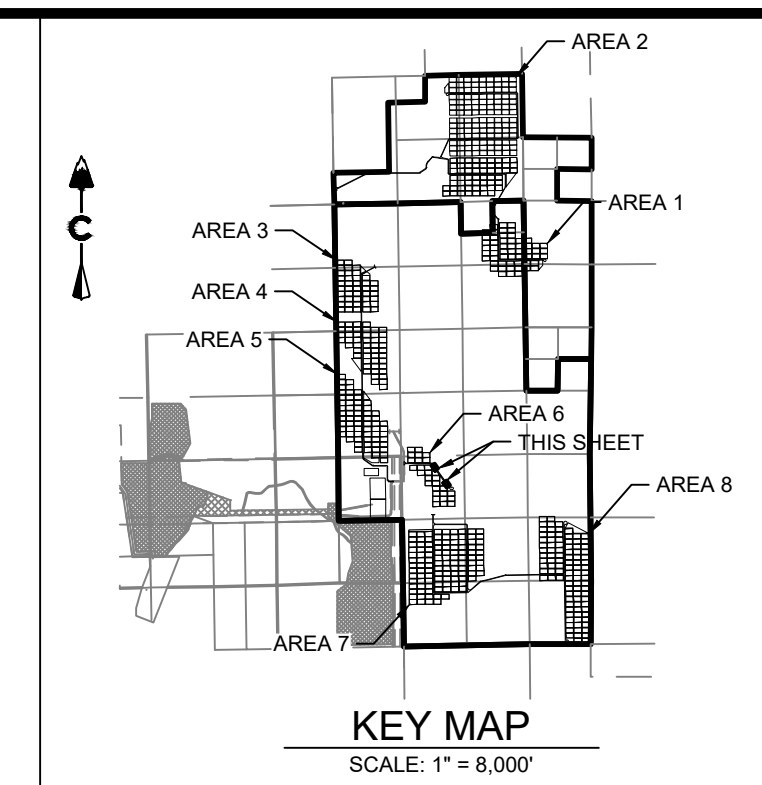 AREA 2
AREA 1
AREA 3
AREA 4
AREA 5
AREA 6
THIS SHEET
AREA 8
AREA 7
C
KEY MAP
SCALE: 1" = 8,000'